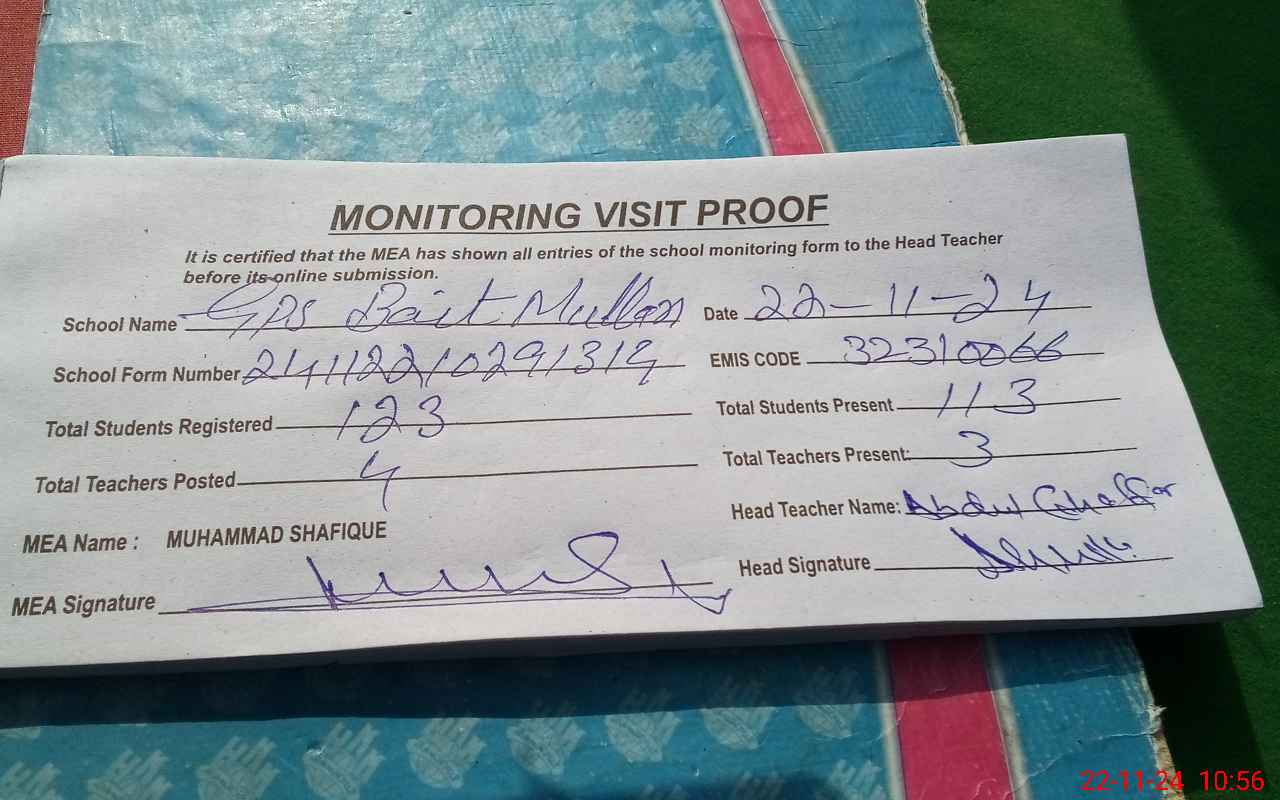 MONITORING VISIT PROOF
It is certified that the MEA has shown all entries of the school monitoring form to the Head Teacher
before its online submission.
School Name GPS Bait Mullan Date 22-11-24
School Form Number 24112210291319 EMIS CODE 32310066
Total Students Registered 123 Total Students Present 113
Total Teachers Posted 4 Total Teachers Present: 3
MEA Name : MUHAMMAD SHAFIQUE Head Teacher Name: Abdul Ghaffar
MEA Signature Head Signature
22-11-24 10:56